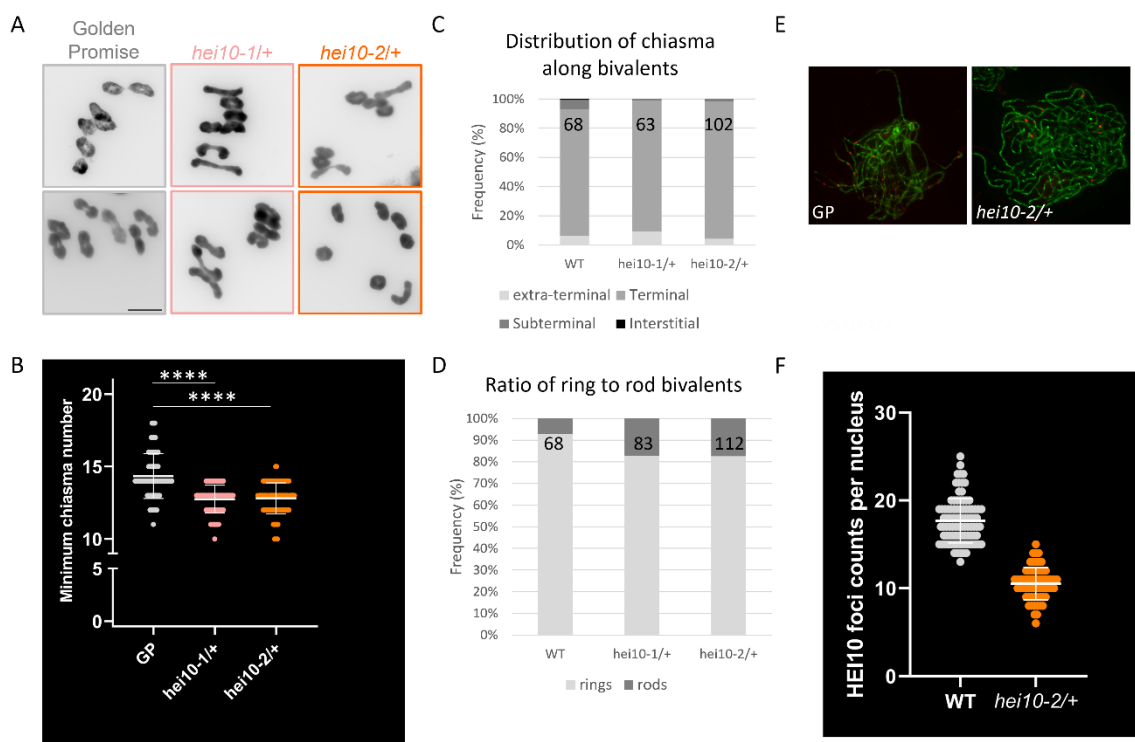 A
Golden
Promise
hei10-1/+
hei10-2/+
B
Minimum chiasma number
20
15
10
5
0
****
****
GP
hei10-1/+
hei10-2/+
C
Distribution of chiasma
along bivalents
Frequency (%)
100%
80%
60%
40%
20%
0%
68
63
102
WT
hei10-1/+
hei10-2/+
extra-terminal
Terminal
Subterminal
Interstitial
D
Ratio of ring to rod bivalents
Frequency (%)
100%
90%
80%
70%
60%
50%
40%
30%
20%
10%
0%
68
83
112
WT
hei10-1/+
hei10-2/+
rings
rods
E
GP
hei10-2/+
F
HEI10 foci counts per nucleus
30
20
10
0
WT
hei10-2/+